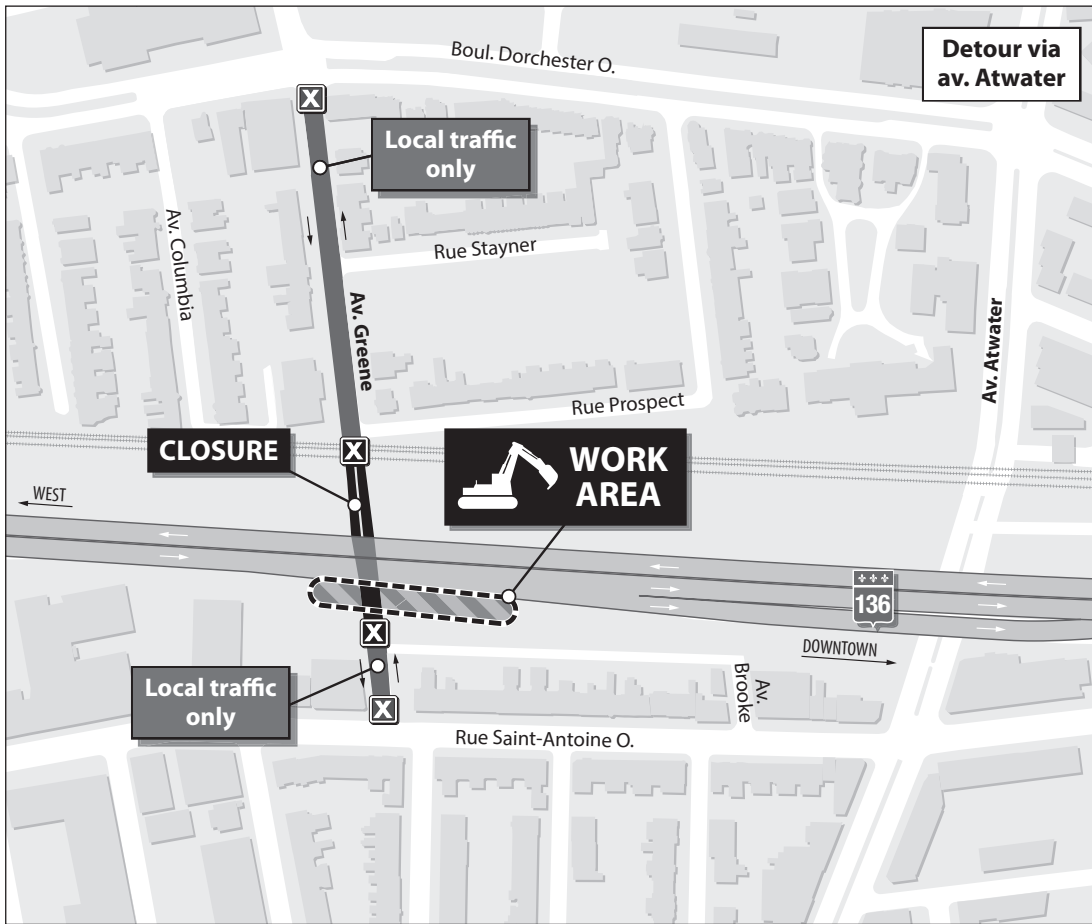 Boul. Dorchester O.
Detour via
av. Atwater
X
Local traffic
only
Av. Columbia
Rue Stayner
Av. Greene
Av. Atwater
Rue Prospect
CLOSURE
X
WORK
AREA
WEST
136
X
DOWNTOWN
Local traffic
only
Av.
Brooke
X
Rue Saint-Antoine O.